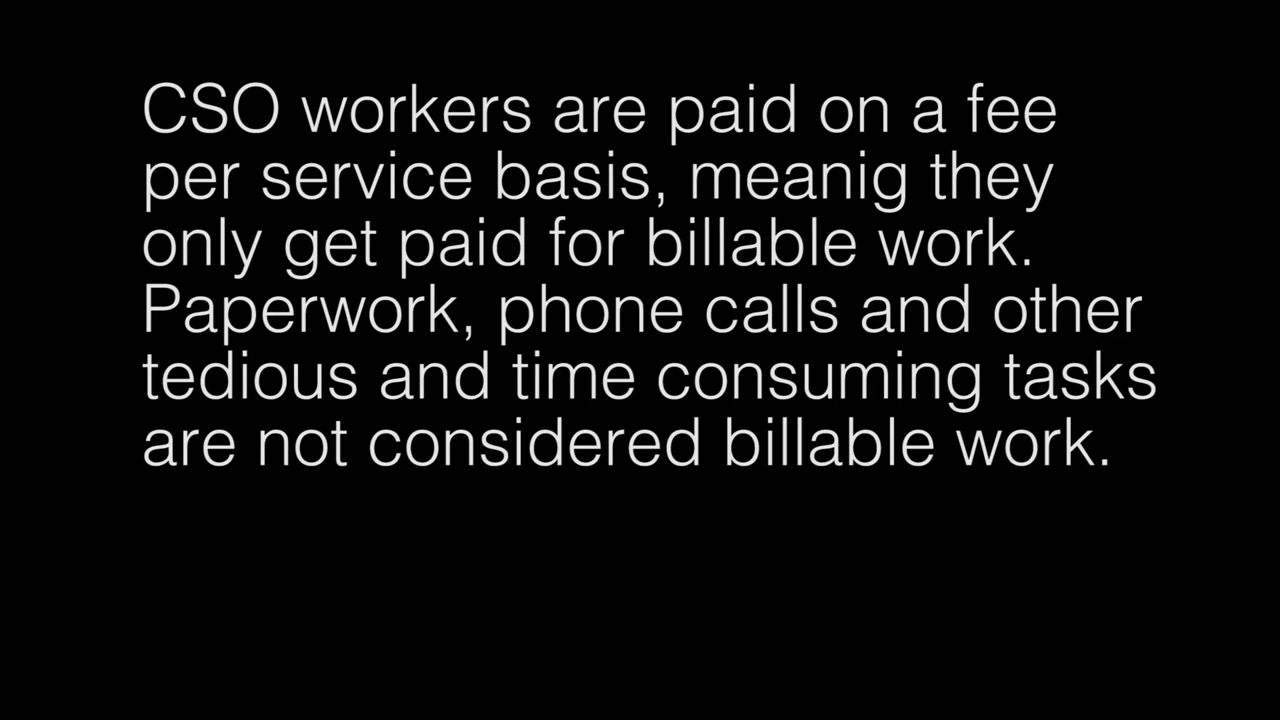 CSO workers are paid on a fee
per service basis, meanig they
only get paid for billable work.
Paperwork, phone calls and other
tedious and time consuming tasks
are not considered billable work.